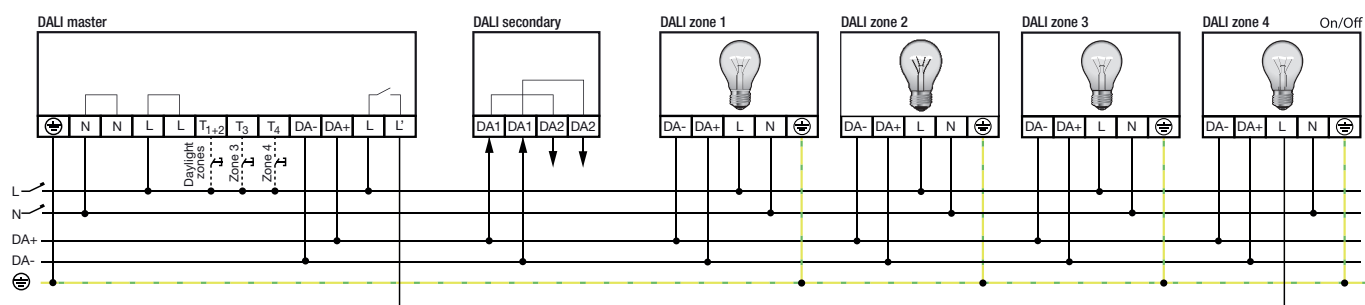 DALI master
DALI secondary
DALI zone 1
DALI zone 2
DALI zone 3
DALI zone 4
On/Off
N N L L T1+2 T3 T4 DA- DA+ L L'
DA1 DA1 DA2 DA2
DA- DA+ L N
DA- DA+ L N
DA- DA+ L N
DA- DA+ L N
Daylight
zones
Zone 3
Zone 4
L
N
DA+
DA-